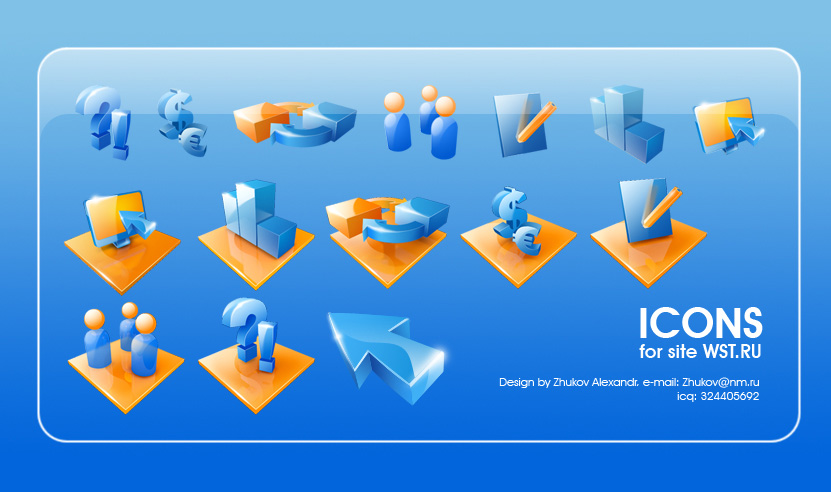 ?!
$€
$€
?!
ICONS
for site WST.RU
Design by Zhukov Alexandr. e-mail: Zhukov@nm.ru
icq: 324405692